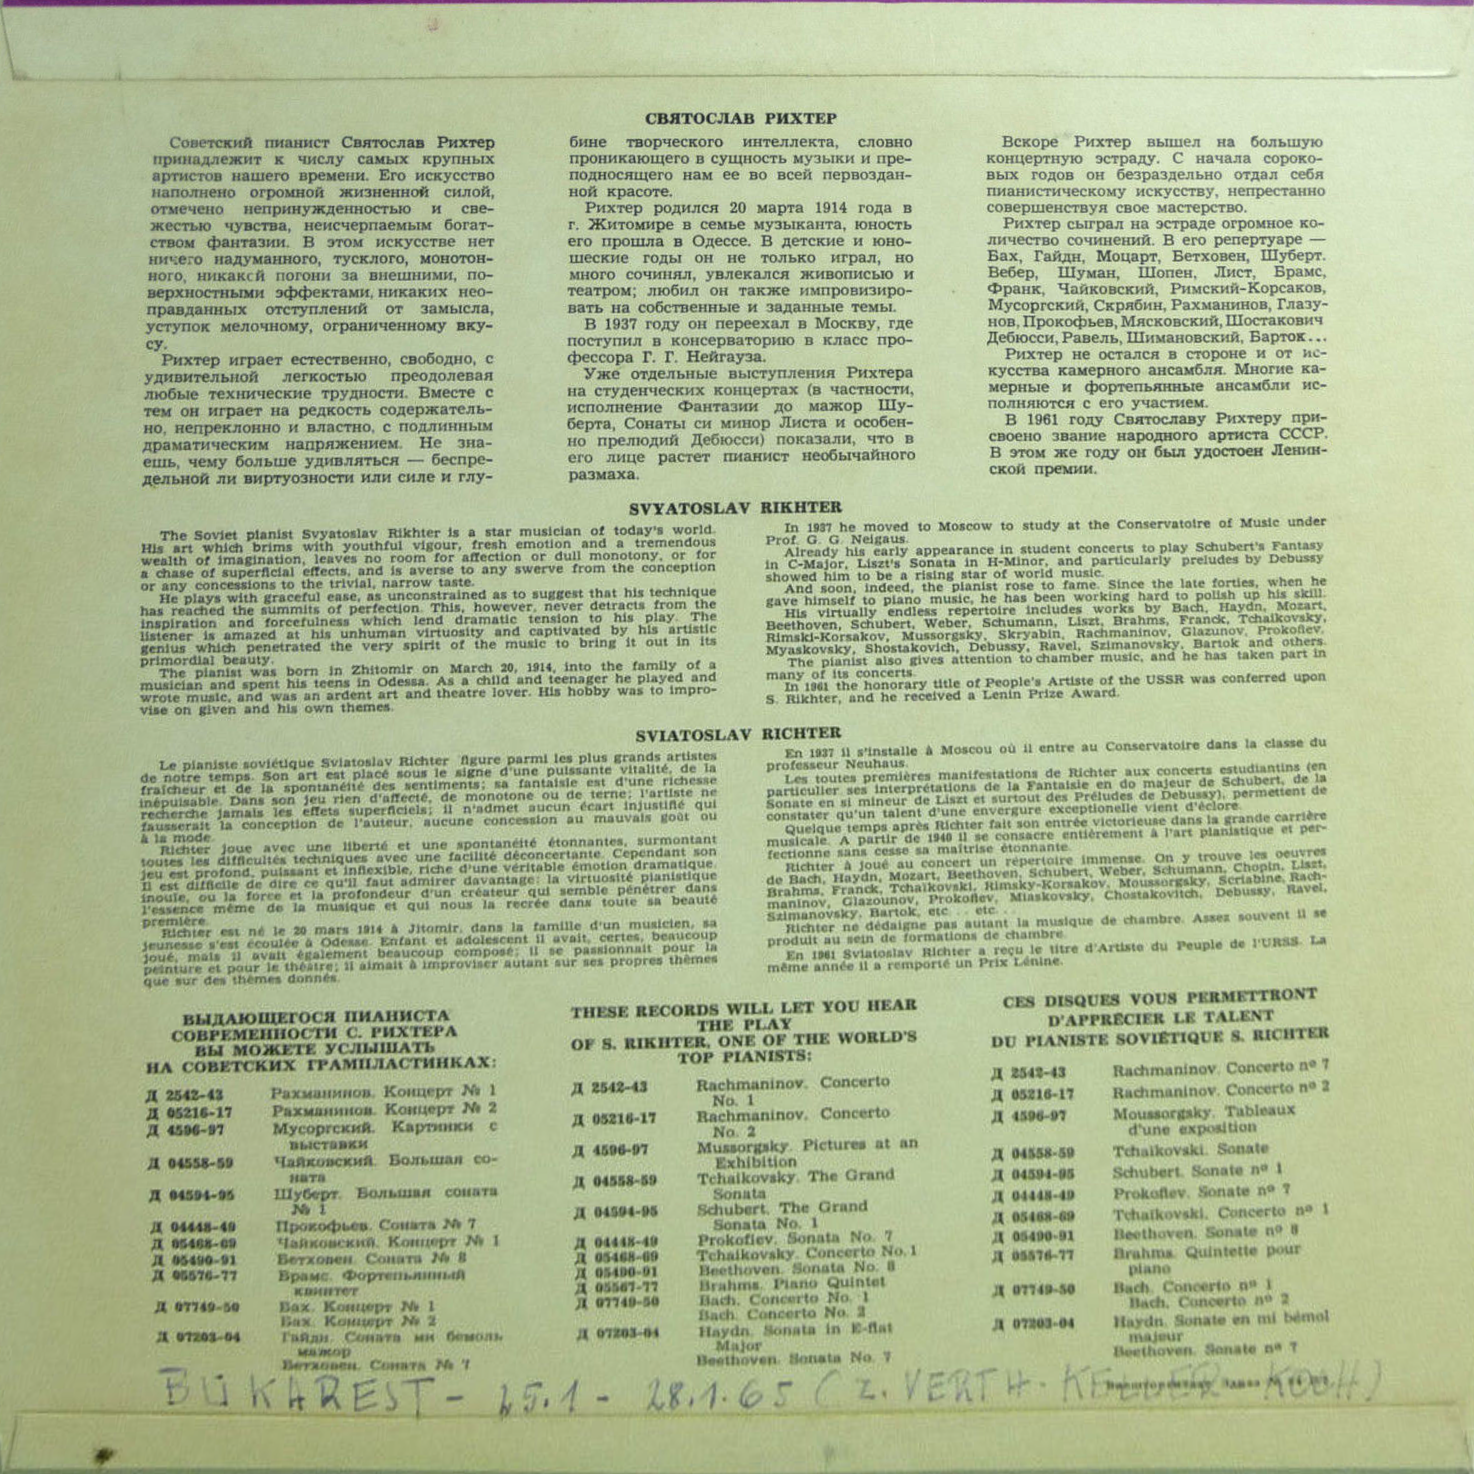 СВЯТОСЛАВ РИХТЕР
Советский пианист Святослав Рихтер
принадлежит к числу самых крупных
артистов нашего времени. Его искусство
наполнено огромной жизненной силой,
отмечено непринужденностью и све-
жестью чувства, неисчерпаемым богат-
ством фантазии. В этом искусстве нет
ничего надуманного, тусклого, монотон-
ного, никакой погони за внешними, по-
верхностными эффектами, никаких нео-
правданных отступлений от замысла,
уступок мелочному, ограниченному вку-
су.
Рихтер играет естественно, свободно, с
удивительной легкостью преодолевая
любые технические трудности. Вместе с
тем он играет на редкость содержатель-
но, непреклонно и властно, с подлинным
драматическим напряжением. Не зна-
ешь, чему больше удивляться — беспре-
дельной ли виртуозности или силе и глу-
бине творческого интеллекта, словно
проникающего в сущность музыки и пре-
подносящего нам ее во всей первоздан-
ной красоте.
Рихтер родился 20 марта 1914 года в
г. Житомире в семье музыканта, юность
его прошла в Одессе. В детские и юно-
шеские годы он не только играл, но
много сочинял, увлекался живописью и
театром; любил он также импровизиро-
вать на собственные и заданные темы.
В 1937 году он переехал в Москву, где
поступил в консерваторию в класс про-
фессора Г. Г. Нейгауза.
Уже отдельные выступления Рихтера
на студенческих концертах (в частности,
исполнение Фантазии до мажор Шу-
берта, Сонаты си минор Листа и особен-
но прелюдий Дебюсси) показали, что в
его лице растет пианист необычайного
размаха.
Вскоре Рихтер вышел на большую
концертную эстраду. С начала сороко-
вых годов он безраздельно отдал себя
пианистическому искусству, непрестанно
совершенствуя свое мастерство.
Рихтер сыграл на эстраде огромное ко-
личество сочинений. В его репертуаре —
Бах, Гайдн, Моцарт, Бетховен, Шуберт.
Вебер, Шуман, Шопен, Лист, Брамс,
Франк, Чайковский, Римский-Корсаков,
Мусоргский, Скрябин, Рахманинов, Глазу-
нов, Прокофьев, Мясковский, Шостакович
Дебюсси, Равель, Шимановский, Барток...
Рихтер не остался в стороне и от ис-
кусства камерного ансамбля. Многие ка-
мерные и фортепьянные ансамбли ис-
полняются с его участием.
В 1961 году Святославу Рихтеру при-
своено звание народного артиста СССР.
В этом же году он был удостоен Ленин-
ской премии.
SVYATOSLAV RIKHTER
The Soviet pianist Svyatoslav Rikhter is a star musician of today's world.
His art which brims with youthful vigour, fresh emotion and a tremendous
wealth of imagination, leaves no room for affection or dull monotony, or for
a chase of superficial effects, and is averse to any swerve from the conception
or any concessions to the trivial, narrow taste.
He plays with graceful ease, as unconstrained as to suggest that his technique
has reached the summits of perfection. This, however, never detracts from the
inspiration and forcefulness which lend dramatic tension to his play. The
listener is amazed at his unhuman virtuosity and captivated by his artistic
genius which penetrated the very spirit of the music to bring it out in its
primordial beauty.
The pianist was born in Zhitomir on March 20, 1914, into the family of a
musician and spent his teens in Odessa. As a child and teenager he played and
wrote music, and was an ardent art and theatre lover. His hobby was to impro-
vise on given and his own themes.
In 1937 he moved to Moscow to study at the Conservatoire of Music under
Prof. G. G. Neigaus.
Already his early appearance in student concerts to play Schubert's Fantasy
in C-Major, Liszt's Sonata in H-Minor, and particularly preludes by Debussy
showed him to be a rising star of world music.
And soon, indeed, the pianist rose to fame. Since the late forties, when he
gave himself to piano music, he has been working hard to polish up his skill.
His virtually endless repertoire includes works by Bach, Haydn, Mozart,
Beethoven, Schubert, Weber, Schumann, Liszt, Brahms, Franck, Tchaikovsky,
Rimski-Korsakov, Mussorgsky, Skryabin, Rachmaninov, Glazunov, Prokofiev,
Myaskovsky, Shostakovich, Debussy, Ravel, Szimanovsky, Bartok and others.
The pianist also gives attention to chamber music, and he has taken part in
many of its concerts.
In 1961 the honorary title of People's Artiste of the USSR was conferred upon
S. Rikhter, and he received a Lenin Prize Award.
SVIATOSLAV RICHTER
Le pianiste soviétique Sviatoslav Richter figure parmi les plus grands artistes
de notre temps. Son art est placé sous le signe d'une puissante vitalité, de la
fraîcheur et de la spontanéité des sentiments; sa fantaisie est d'une richesse
inépuisable. Dans son jeu rien d'affecté, de monotone ou de terne; l'artiste ne
recherche jamais les effets superficiels; il n'admet aucun écart injustifié qui
fausserait la conception de l'auteur, aucune concession au mauvais goût ou
à la mode.
Richter joue avec une liberté et une spontanéité étonnantes, surmontant
toutes les difficultés techniques avec une facilité déconcertante. Cependant son
jeu est profond, puissant et inflexible, riche d'une véritable émotion dramatique.
Il est difficile de dire ce qu'il faut admirer davantage: la virtuosité pianistique
inouïe, ou la force et la profondeur d'un créateur qui semble pénétrer dans
l'essence même de la musique et qui nous la recrée dans toute sa beauté
première.
Richter est né le 20 mars 1914 à Jitomir, dans la famille d'un musicien, sa
jeunesse s'est écoulée à Odesse. Enfant et adolescent il avait, certes, beaucoup
joué, mais il avait également beaucoup composé; il se passionnait pour la
peinture et pour le théâtre; il aimait à improviser autant sur ses propres thèmes
que sur des thèmes donnés.
En 1937 il s'installe à Moscou où il entre au Conservatoire dans la classe du
professeur Neuhaus.
Les toutes premières manifestations de Richter aux concerts estudiantins (en
particulier ses interprétations de la Fantaisie en do majeur de Schubert, de la
Sonate en si mineur de Liszt et surtout des Préludes de Debussy), permettent de
constater qu'un talent d'une envergure exceptionelle vient d'éclore.
Quelque temps après Richter fait son entrée victorieuse dans la grande carrière
musicale. A partir de 1940 il se consacre entièrement à l'art pianistique et per-
fectionne sans cesse sa maîtrise étonnante.
Richter à joué au concert un répertoire immense. On y trouve les oeuvres
de Bach, Haydn, Mozart, Beethoven, Schubert, Weber, Schumann, Chopin, Liszt,
Brahms, Franck, Tchaïkovski, Rimsky-Korsakov, Moussorgsky, Scriabine, Rach-
maninov, Glazounov, Prokofiev, Miaskovsky, Chostakovitch, Debussy, Ravel,
Szimanovsky, Bartok, etc... etc...
Richter ne dédaigne pas autant la musique de chambre. Assez souvent il se
produit au sein de formations de chambre.
En 1961 Sviatoslav Richter a reçu le titre d'Artiste du Peuple de l'URSS. La
même année il a remporté un Prix Lénine.
ВЫДАЮЩЕГОСЯ ПИАНИСТА
СОВРЕМЕННОСТИ С. РИХТЕРА
ВЫ МОЖЕТЕ УСЛЫШАТЬ
НА СОВЕТСКИХ ГРАМПЛАСТИНКАХ:
Д 2542-43 Рахманинов. Концерт № 1
Д 05216-17 Рахманинов. Концерт № 2
Д 4596-97 Мусоргский. Картинки с
выставки
Д 04558-59 Чайковский. Большая со-
ната
Д 04594-95 Шуберт. Большая соната
№ 1
Д 04448-49 Прокофьев. Соната № 7
Д 05468-69 Чайковский. Концерт № 1
Д 05490-91 Бетховен. Соната № 8
Д 05576-77 Брамс. Фортепьянный
квинтет
Д 07749-50 Бах. Концерт № 1
Бах. Концерт № 2
Д 07203-04 Гайдн. Соната ми бемоль
мажор
Бетховен. Соната № 7
THESE RECORDS WILL LET YOU HEAR
THE PLAY
OF S. RIKHTER, ONE OF THE WORLD'S
TOP PIANISTS:
Д 2542-43 Rachmaninov. Concerto
No. 1
Д 05216-17 Rachmaninov. Concerto
No. 2
Д 4596-97 Mussorgsky. Pictures at an
Exhibition
Д 04558-59 Tchaikovsky. The Grand
Sonata
Д 04594-95 Schubert. The Grand
Sonata No. 1
Д 04448-49 Prokofiev. Sonata No. 7
Д 05468-69 Tchaikovsky. Concerto No. 1
Д 05490-91 Beethoven. Sonata No. 8
Д 05567-77 Brahms. Piano Quintet
Д 07749-50 Bach. Concerto No. 1
Bach. Concerto No. 2
Д 07203-04 Haydn. Sonata in E-flat
Major
Beethoven. Sonata No. 7
CES DISQUES VOUS PERMETTRONT
D'APPRÉCIER LE TALENT
DU PIANISTE SOVIÉTIQUE S. RICHTER
Д 2542-43 Rachmaninov. Concerto nº ?
Д 05216-17 Rachmaninov. Concerto nº 2
Д 4596-97 Moussorgsky. Tableaux
d'une exposition
Д 04558-59 Tchaikovski. Sonate
Д 04594-95 Schubert. Sonate nº 1
Д 04448-49 Prokofiev. Sonate nº 7
Д 05468-69 Tchaïkovski. Concerto nº 1
Д 05490-91 Beethoven. Sonate nº 8
Д 05576-77 Brahms. Quintette pour
piano
Д 07749-50 Bach. Concerto nº 1
Bach. Concerto nº 2
Д 07203-04 Haydn. Sonate en mi bémol
majeur
Beethoven. Sonate nº 7
BUKAREST - 25.1 - 28.1.65 (Z. VERTH - KELLER - KOCH)